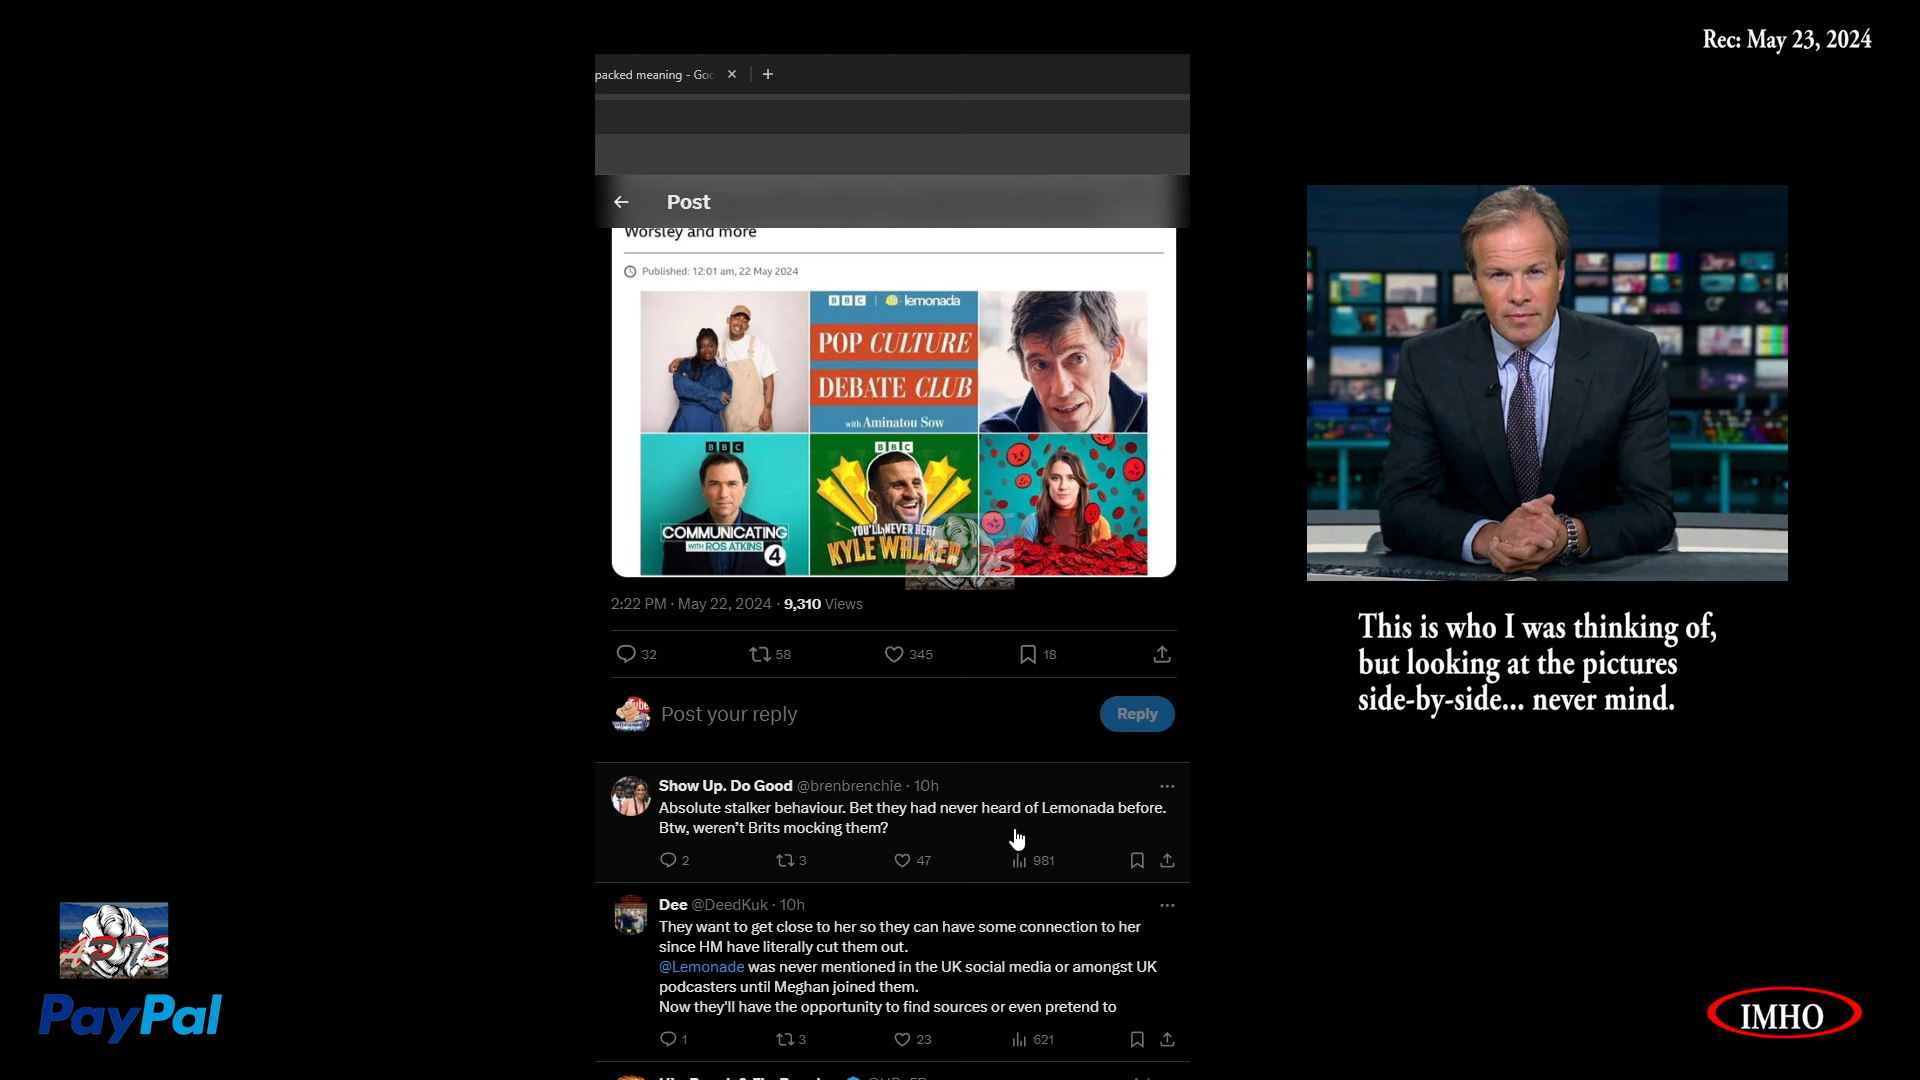 Rec: May 23, 2024
packed meaning - Goo
Post
Worsley and more
Published: 12:01 am, 22 May 2024
BBC | lemonada
POP CULTURE
DEBATE CLUB
with Aminatou Sow
BBC
COMMUNICATING
WITH ROS ATKINS
4
BBC
YOU'LL NEVER BEAT
KYLE WALKER
2:22 PM · May 22, 2024 · 9,310 Views
32 58 345 18
Post your reply
Reply
Show Up. Do Good @brenbrenchie · 10h
Absolute stalker behaviour. Bet they had never heard of Lemonada before.
Btw, weren't Brits mocking them?
2 3 47 981
Dee @DeedKuk · 10h
They want to get close to her so they can have some connection to her
since HM have literally cut them out.
@Lemonade was never mentioned in the UK social media or amongst UK
podcasters until Meghan joined them.
Now they'll have the opportunity to find sources or even pretend to
1 3 23 621
This is who I was thinking of,
but looking at the pictures
side-by-side... never mind.
PayPal
IMHO